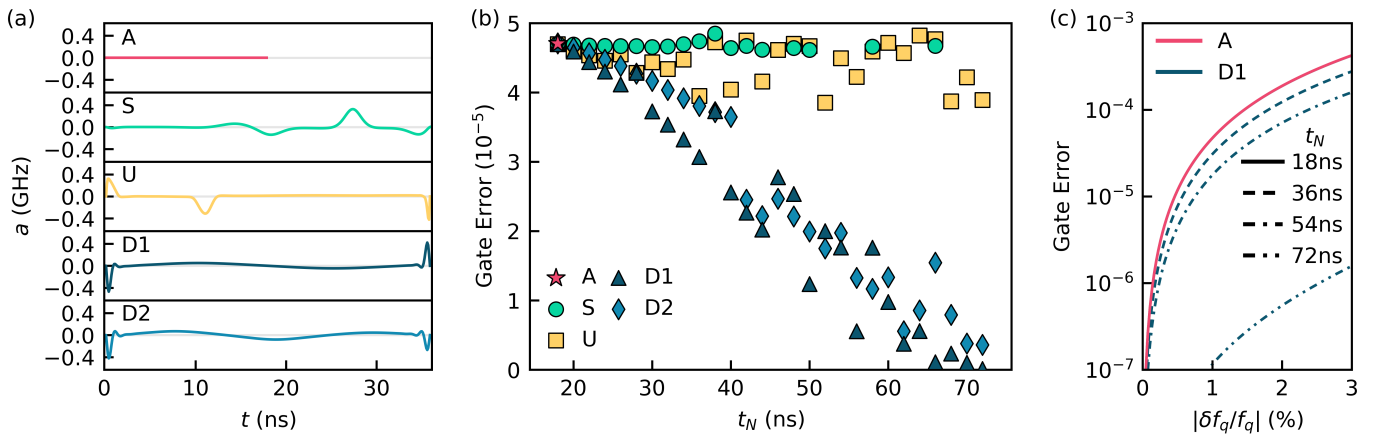 (a)
a (GHz)
0.4
0.0
−0.4
A
0.4
0.0
−0.4
S
0.4
0.0
−0.4
U
0.4
0.0
−0.4
D1
0.4
0.0
−0.4
D2
0 10 20 30
t (ns)
(b)
Gate Error (10⁻⁵)
5
4
3
2
1
0
A D1
S D2
U
20 30 40 50 60 70
t_N (ns)
(c)
Gate Error
10⁻³
10⁻⁴
10⁻⁵
10⁻⁶
10⁻⁷
A
D1
t_N
18ns
36ns
54ns
72ns
0 1 2 3
|δf_q/f_q| (%)